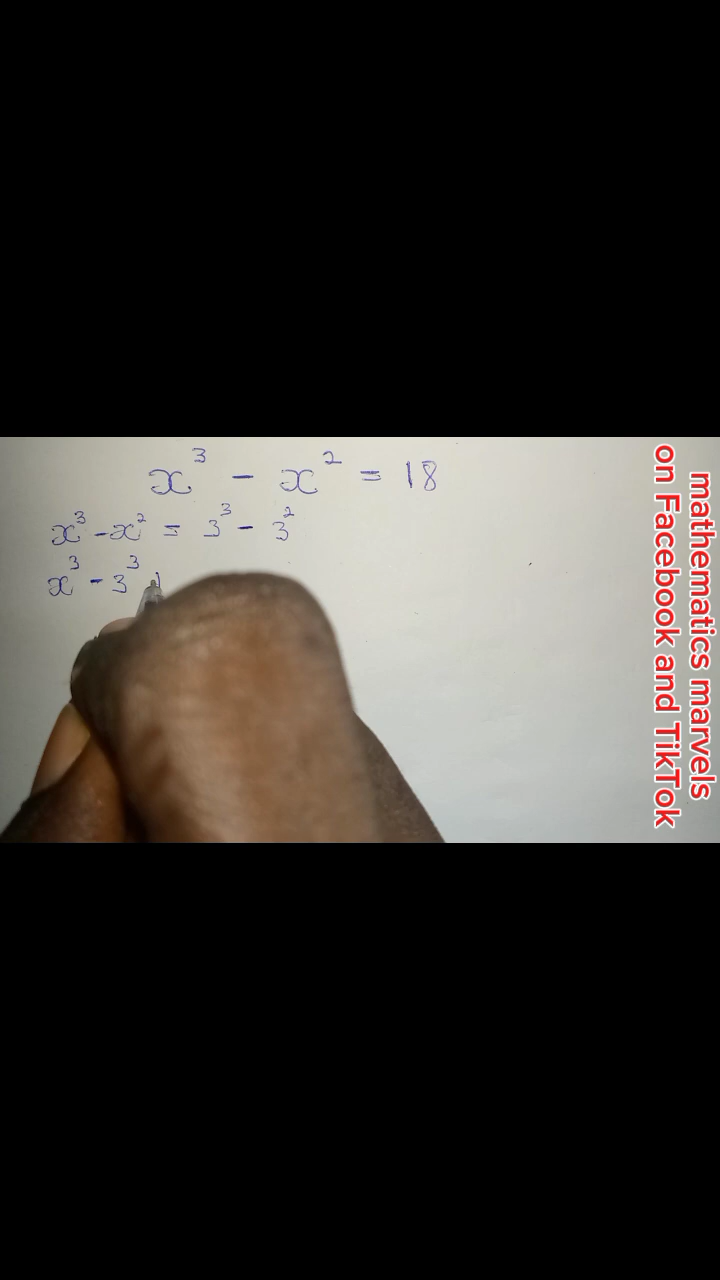 x³ - x² = 18
x³ - x² = 3³ - 3²
x³ - 3³
mathematics marvels
on Facebook and TikTok